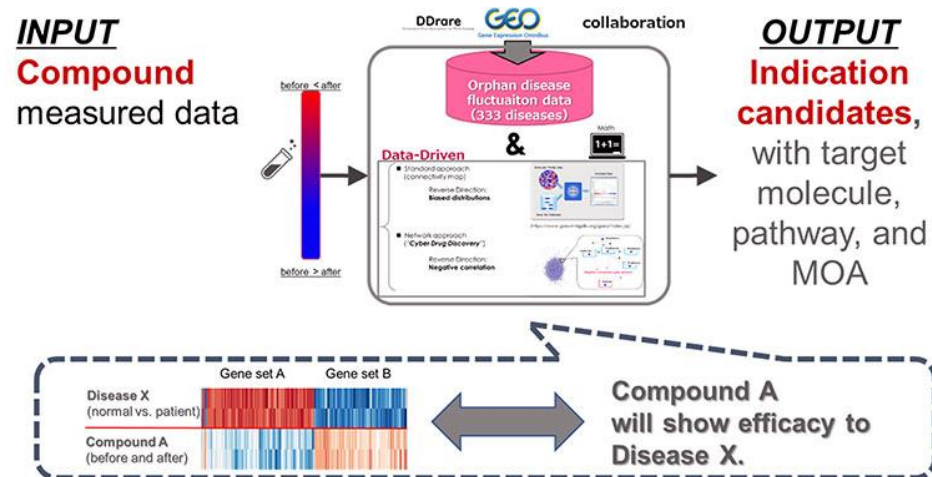 INPUT
Compound
measured data
before < after
before > after
DDrare
GEO
Gene Expression Omnibus
collaboration
Orphan disease
fluctuaiton data
(333 diseases)
&
Math
1+1=
Data-Driven
Standard approach
(connectivity map)
Reverse Direction:
Biased distributions
Network approach
("Cyber Drug Discovery")
Reverse Direction:
Negative correlation
OUTPUT
Indication
candidates,
with target
molecule,
pathway, and
MOA
Gene set A
Gene set B
Disease X
(normal vs. patient)
Compound A
(before and after)
Compound A
will show efficacy to
Disease X.